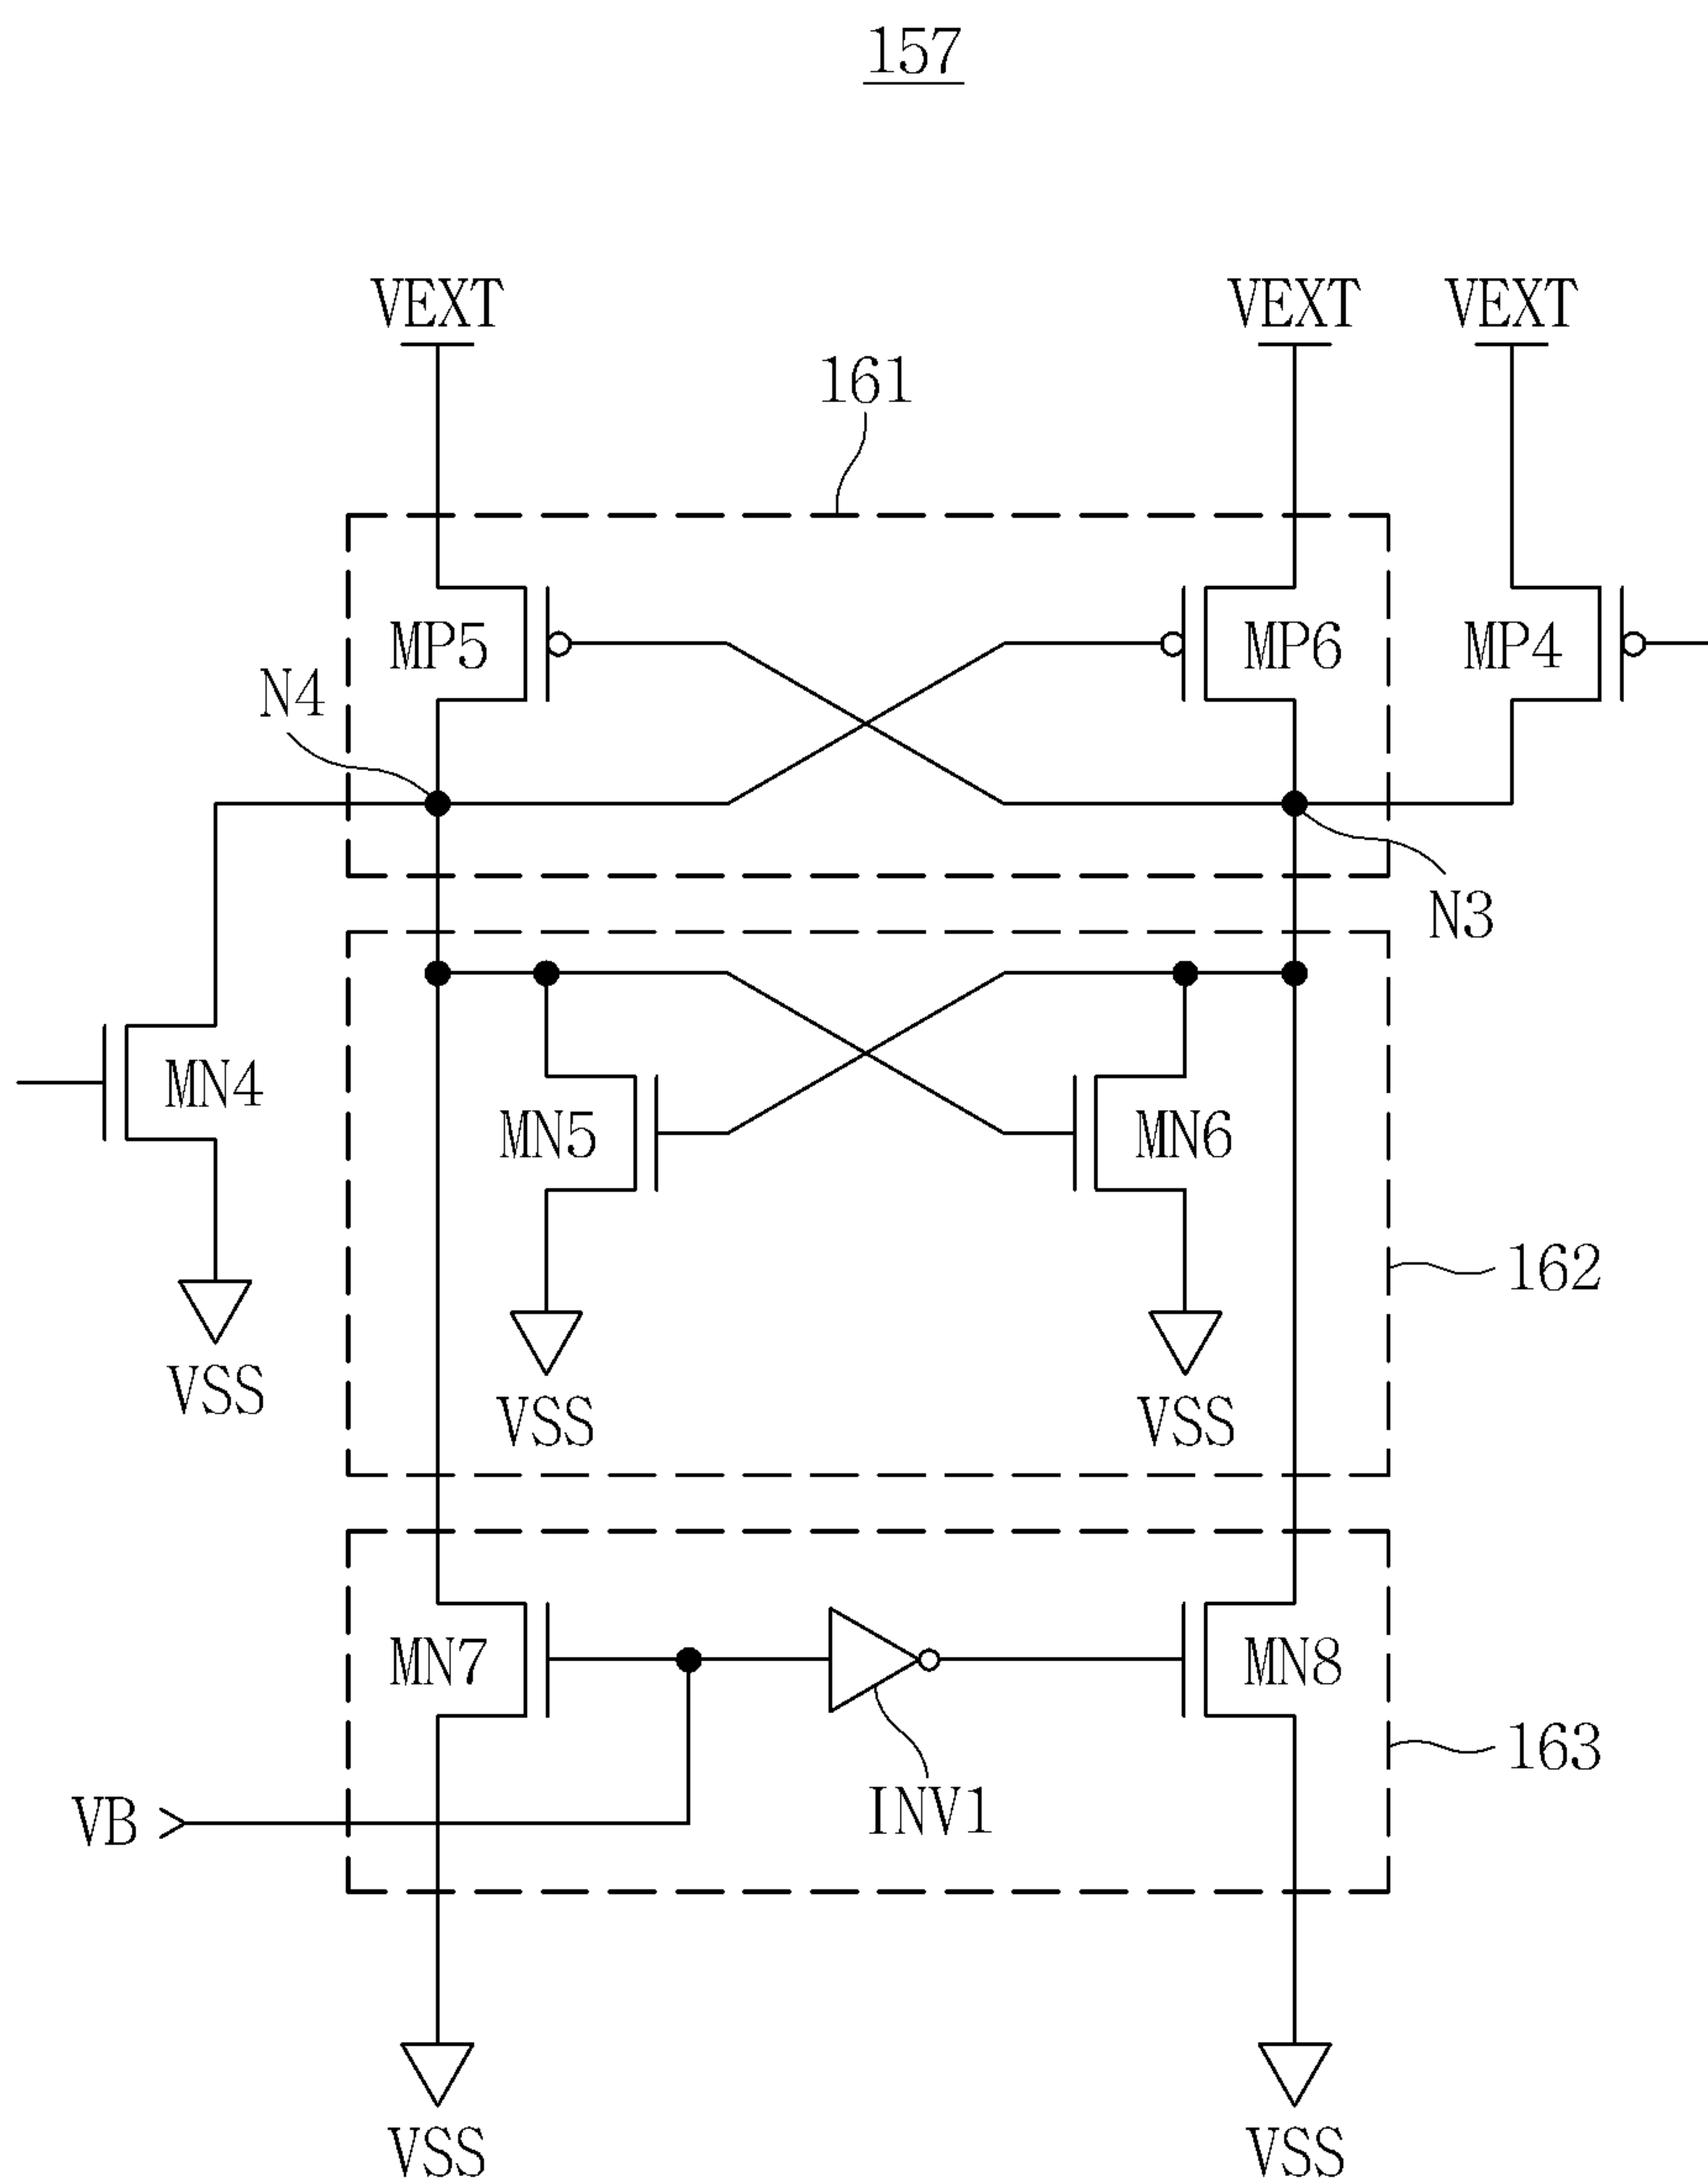 157
VEXT
VEXT
VEXT
161
MP5
MP6
MP4
N4
N3
MN4
MN5
MN6
162
VSS
VSS
VSS
MN7
MN8
163
INV1
VB
VSS
VSS